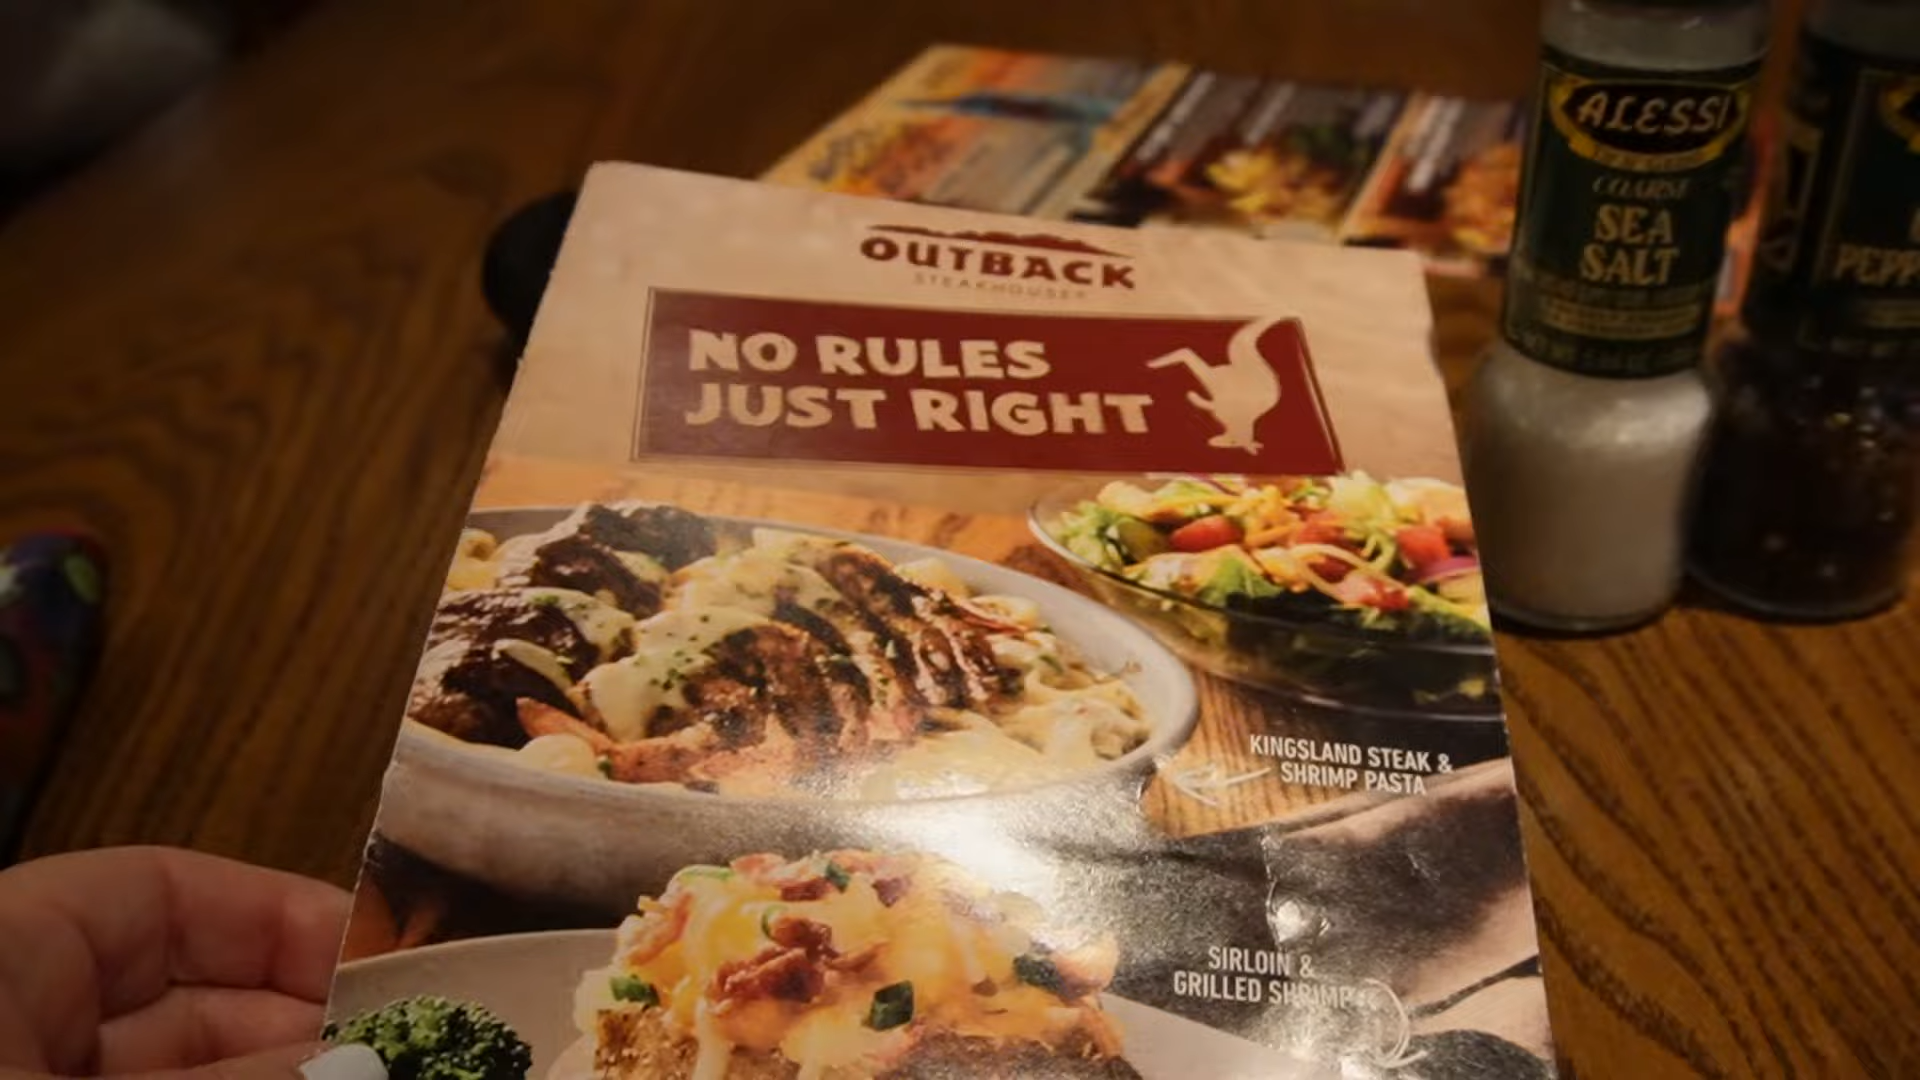 OUTBACK
STEAKHOUSE
NO RULES
JUST RIGHT
KINGSLAND STEAK &
SHRIMP PASTA
SIRLOIN &
GRILLED SHRIMP
ALESSI
COARSE
SEA
SALT